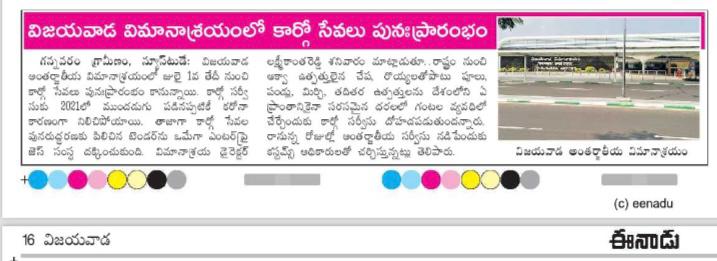 విజయవాడ విమానాశ్రయంలో కార్గో సేవలు పునఃప్రారంభం
గన్నవరం గ్రామీణం, న్యూస్‌టుడే: విజయవాడ
అంతర్జాతీయ విమానాశ్రయంలో జులై 1వ తేదీ నుంచి
కార్గో సేవలు పునఃప్రారంభం కానున్నాయి. కార్గో సర్వీ
సుకు 2021లో ముందడుగు పడినప్పటికీ కరోనా
కారణంగా నిలిచిపోయాయి. తాజాగా కార్గో సేవల
పునరుద్ధరణకు పిలిచిన టెండర్‌ను ఒమేగా ఎంటర్‌ప్రై
జెస్ సంస్థ దక్కించుకుంది. విమానాశ్రయ డైరెక్టర్
లక్ష్మీకాంతరెడ్డి శనివారం మాట్లాడుతూ.. రాష్ట్రం నుంచి
ఆక్వా ఉత్పత్తులైన చేప, రొయ్యలతోపాటు పూలు,
పండ్లు, మిర్చి, తదితర ఉత్పత్తులను దేశంలోని ఏ
ప్రాంతానికైనా సరసమైన ధరలలో గంటల వ్యవధిలో
చేర్చేందుకు కార్గో సర్వీసు దోహదపడుతుందన్నారు.
రానున్న రోజుల్లో అంతర్జాతీయ సర్వీసు నడిపేందుకు
కస్టమ్స్ అధికారులతో చర్చిస్తున్నట్లు తెలిపారు.
విజయవాడ అంతర్జాతీయ విమానాశ్రయం
(c) eenadu
16 విజయవాడ
ఈనాడు